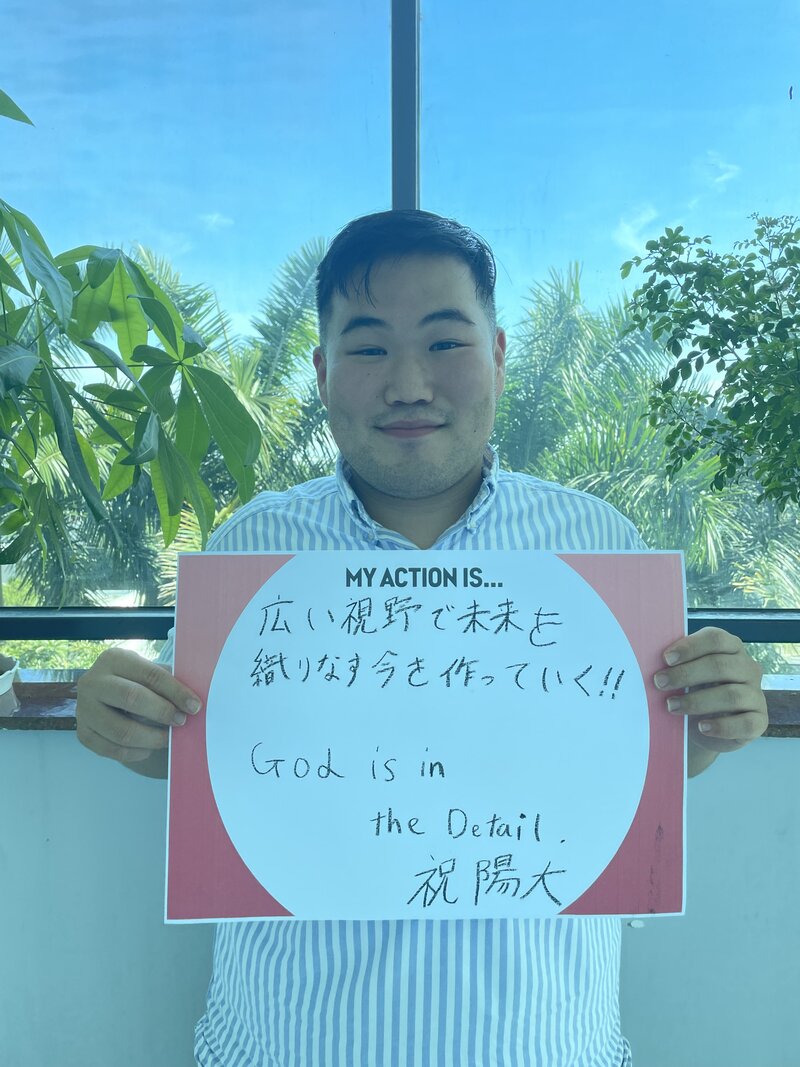 MY ACTION IS...
広い視野で未来を
織りなす今を作っていく!!
God is in
the Detail.
祝陽大